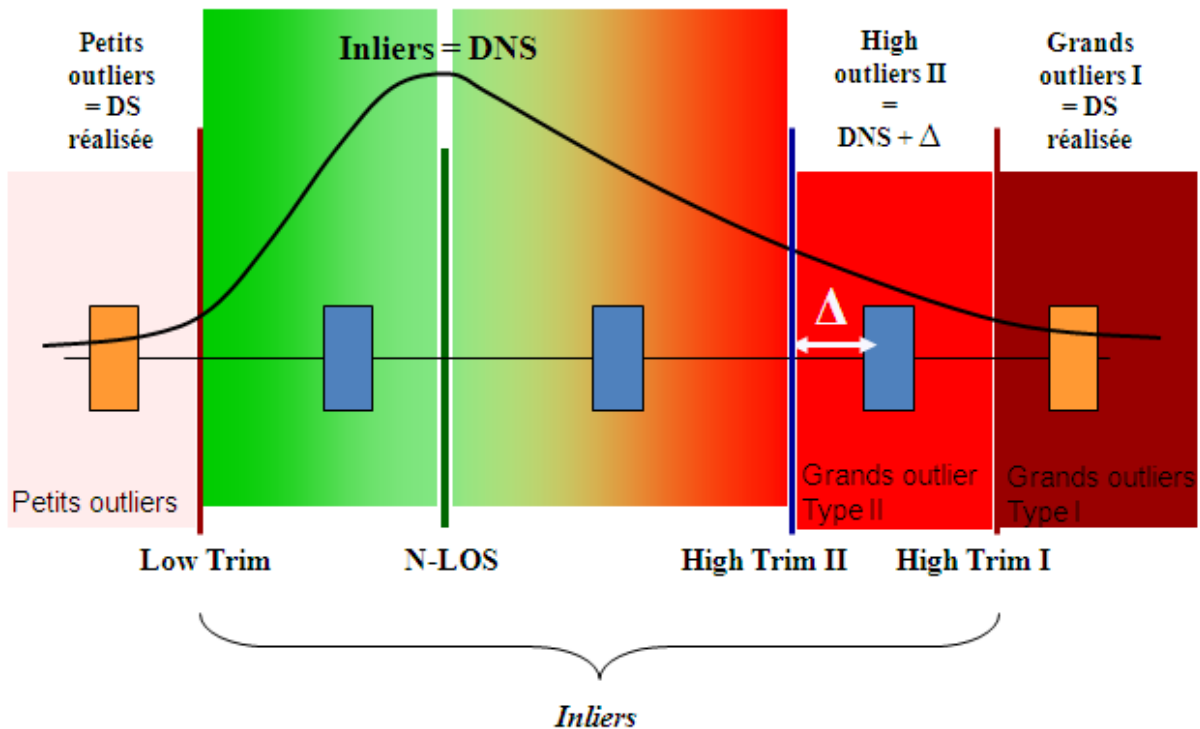 Petits
outliers
= DS
réalisée
Inliers = DNS
High
outliers II
=
DNS + Δ
Grands
outliers I
= DS
réalisée
Δ
Petits outliers
Grands outlier
Type II
Grands outliers
Type I
Low Trim
N-LOS
High Trim II
High Trim I
Inliers